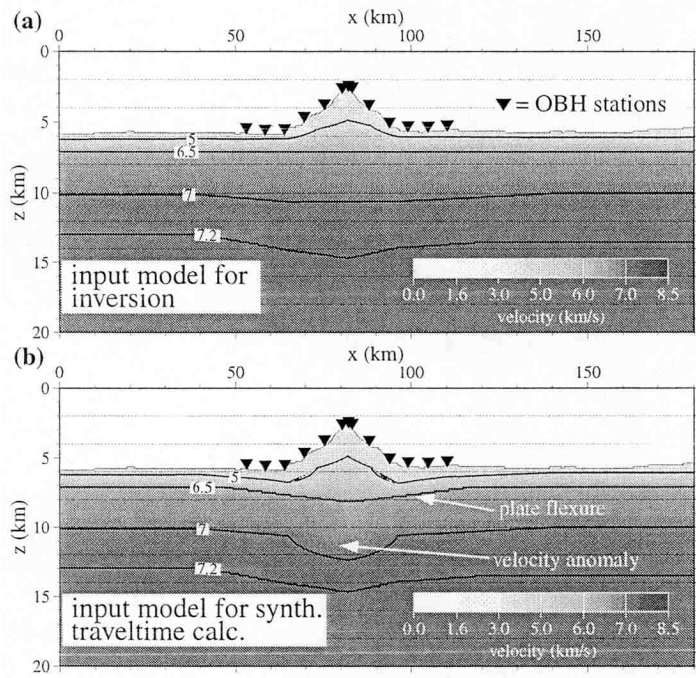 (a)
x (km)
0 50 100 150
0
5
10
15
20
z (km)
▼ = OBH stations
5
6.5
7
7.2
input model for
inversion
0.0 1.6 3.0 5.0 6.0 7.0 8.5
velocity (km/s)
(b)
x (km)
0 50 100 150
0
5
10
15
20
z (km)
5
6.5
7
7.2
plate flexure
velocity anomaly
input model for synth.
traveltime calc.
0.0 1.6 3.0 5.0 6.0 7.0 8.5
velocity (km/s)